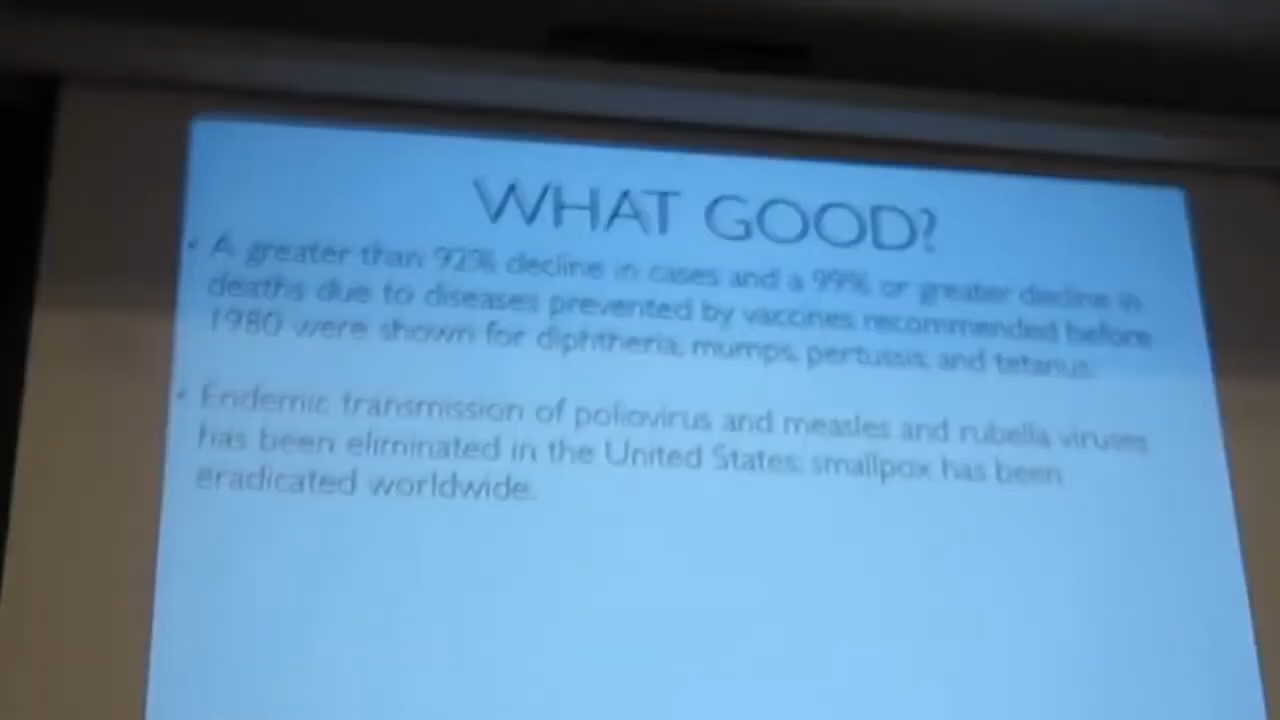 WHAT GOOD?
• A greater than 92% decline in cases and a 99% or greater decline in
deaths due to diseases prevented by vaccines recommended before
1980 were shown for diphtheria, mumps, pertussis, and tetanus.
• Endemic transmission of poliovirus and measles and rubella viruses
has been eliminated in the United States; smallpox has been
eradicated worldwide.